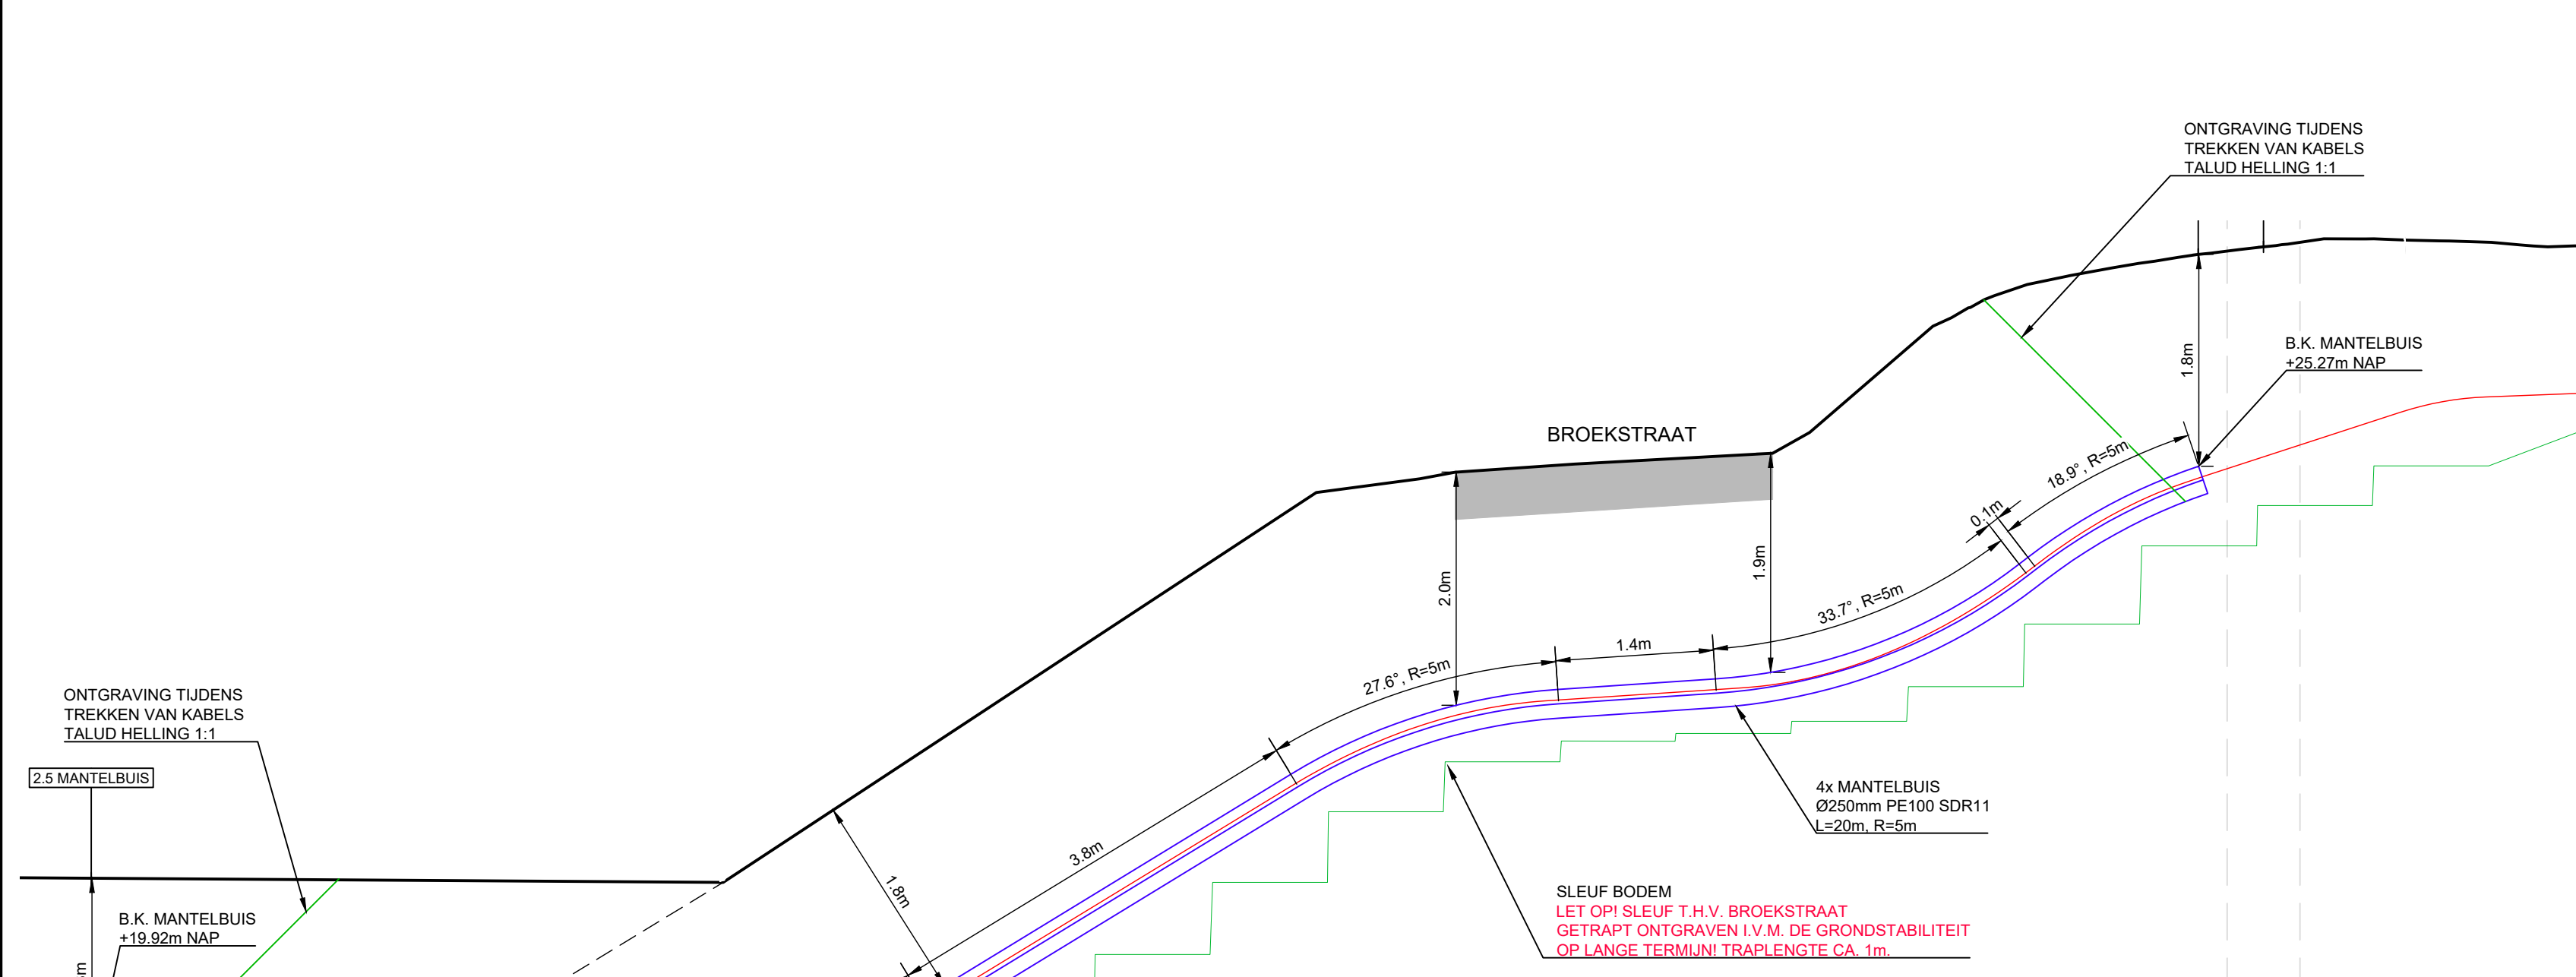 ONTGRAVING TIJDENS
TREKKEN VAN KABELS
TALUD HELLING 1:1
1.8m
B.K. MANTELBUIS
+25.27m NAP
BROEKSTRAAT
18.9°, R=5m
0.1m
2.0m
1.9m
33.7°, R=5m
1.4m
27.6°, R=5m
ONTGRAVING TIJDENS
TREKKEN VAN KABELS
TALUD HELLING 1:1
2.5 MANTELBUIS
3.8m
1.8m
4x MANTELBUIS
Ø250mm PE100 SDR11
L=20m, R=5m
SLEUF BODEM
LET OP! SLEUF T.H.V. BROEKSTRAAT
GETRAPT ONTGRAVEN I.V.M. DE GRONDSTABILITEIT
OP LANGE TERMIJN! TRAPLENGTE CA. 1m.
B.K. MANTELBUIS
+19.92m NAP